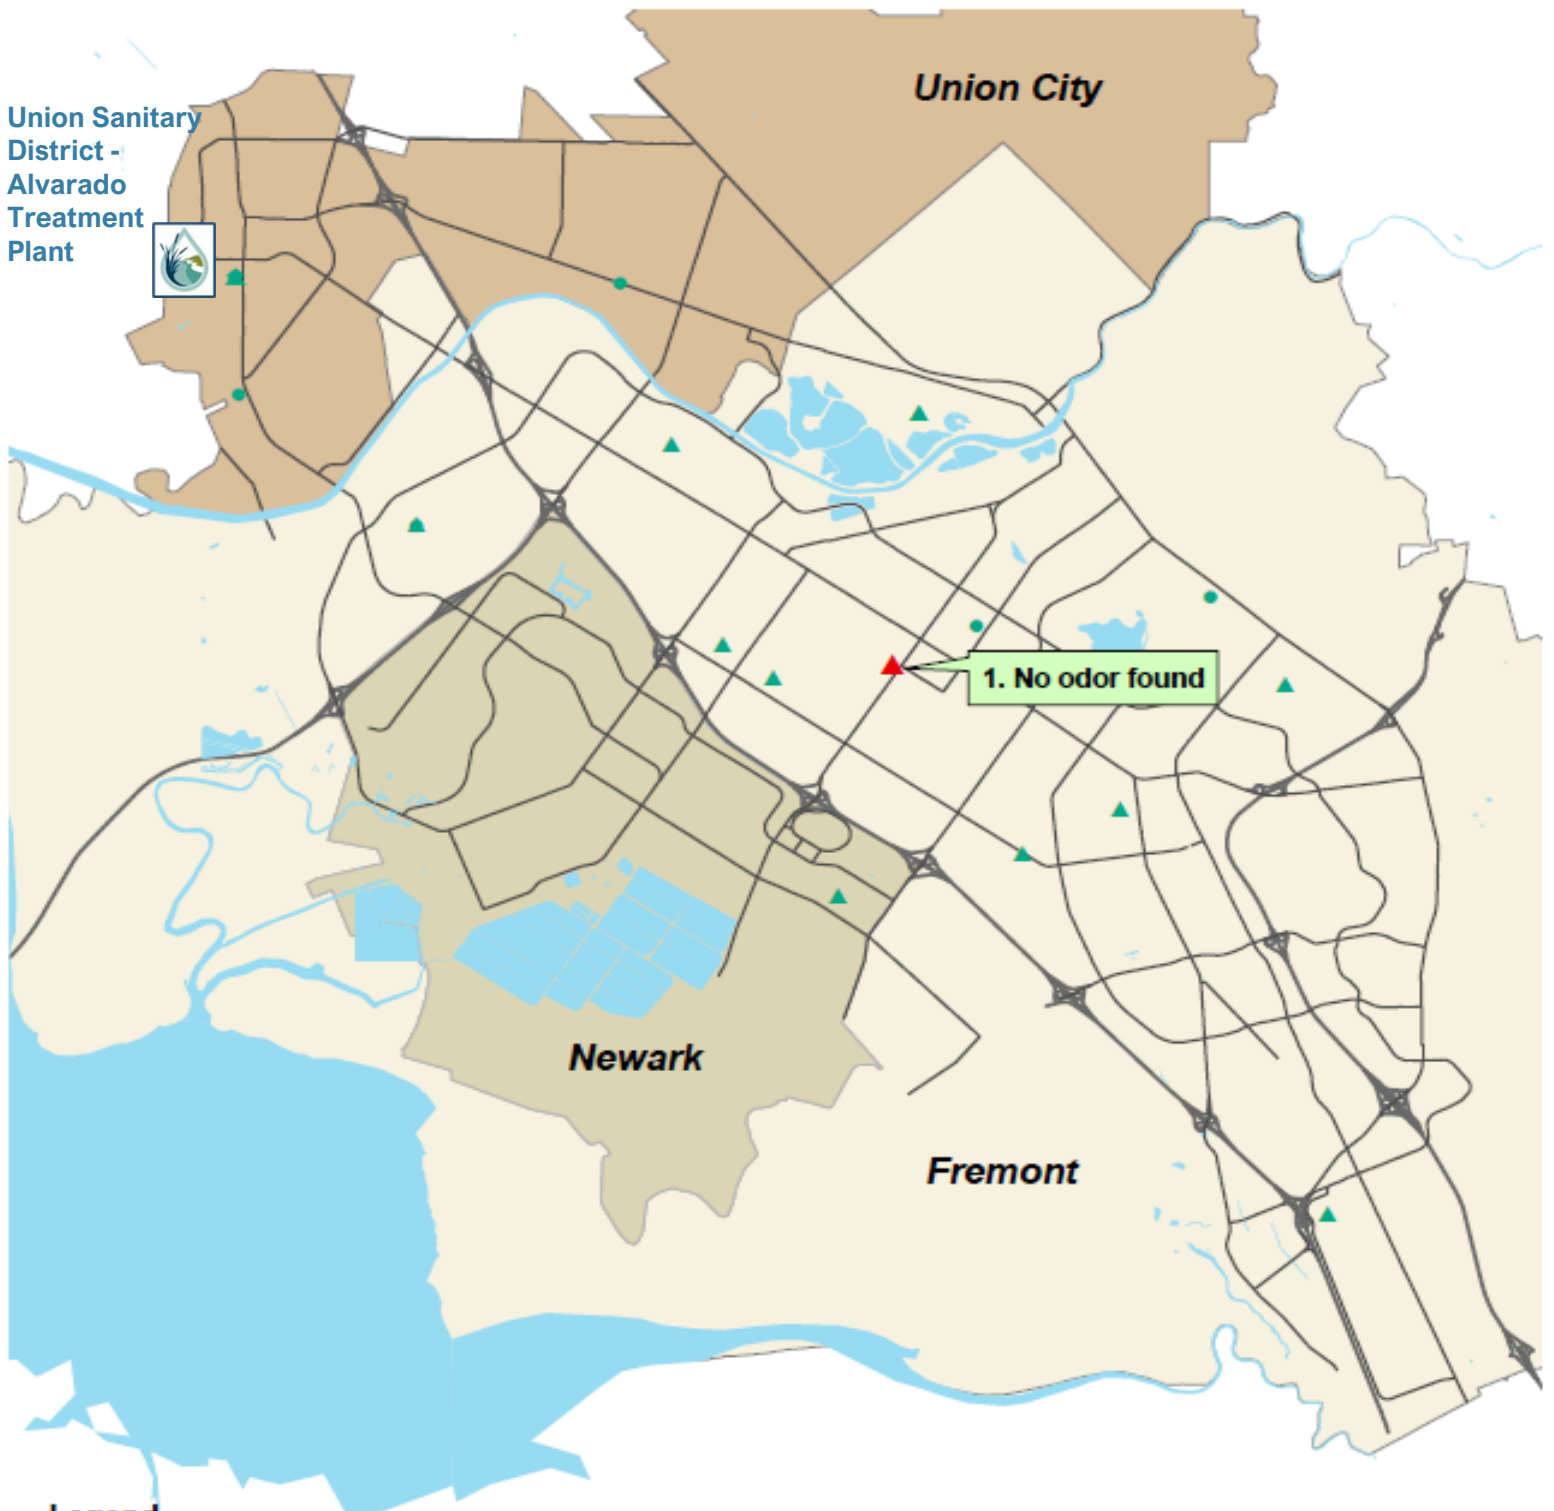 Union City
Union Sanitary
District -
Alvarado
Treatment
Plant
1. No odor found
Newark
Fremont